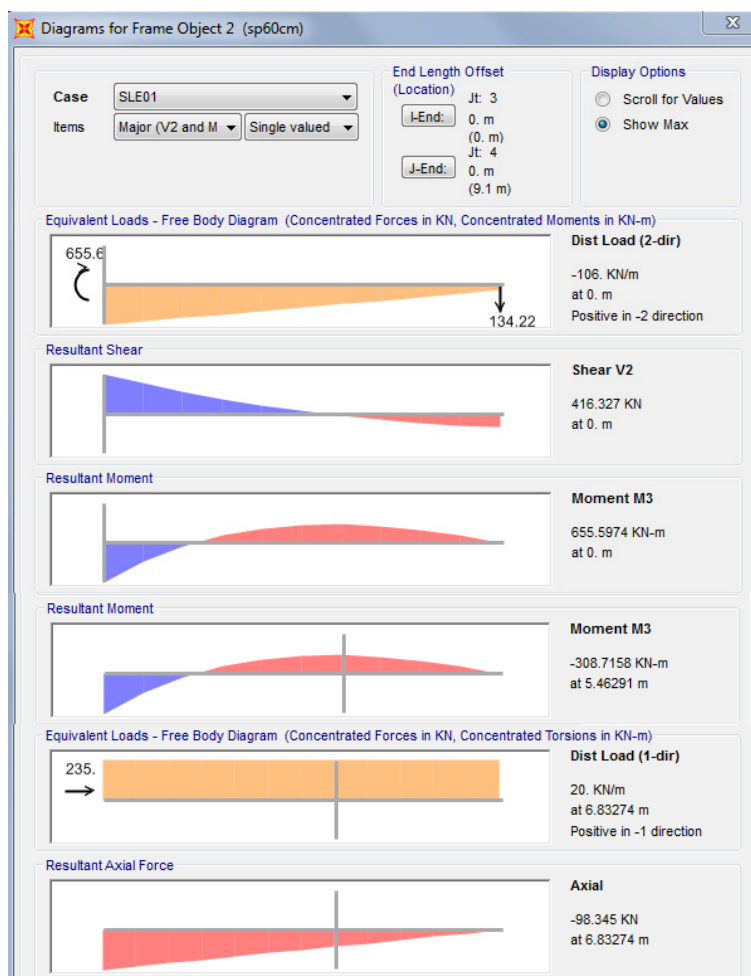 Diagrams for Frame Object 2 (sp60cm)
Case
SLE01
Items
Major (V2 and M
Single valued
End Length Offset
(Location)
I-End:
Jt: 3
0. m
(0. m)
J-End:
Jt: 4
0. m
(9.1 m)
Display Options
Scroll for Values
Show Max
Equivalent Loads - Free Body Diagram (Concentrated Forces in KN, Concentrated Moments in KN-m)
655.6
134.22
Dist Load (2-dir)
-106. KN/m
at 0. m
Positive in -2 direction
Resultant Shear
Shear V2
416.327 KN
at 0. m
Resultant Moment
Moment M3
655.5974 KN-m
at 0. m
Resultant Moment
Moment M3
-308.7158 KN-m
at 5.46291 m
Equivalent Loads - Free Body Diagram (Concentrated Forces in KN, Concentrated Torsions in KN-m)
235.
Dist Load (1-dir)
20. KN/m
at 6.83274 m
Positive in -1 direction
Resultant Axial Force
Axial
-98.345 KN
at 6.83274 m